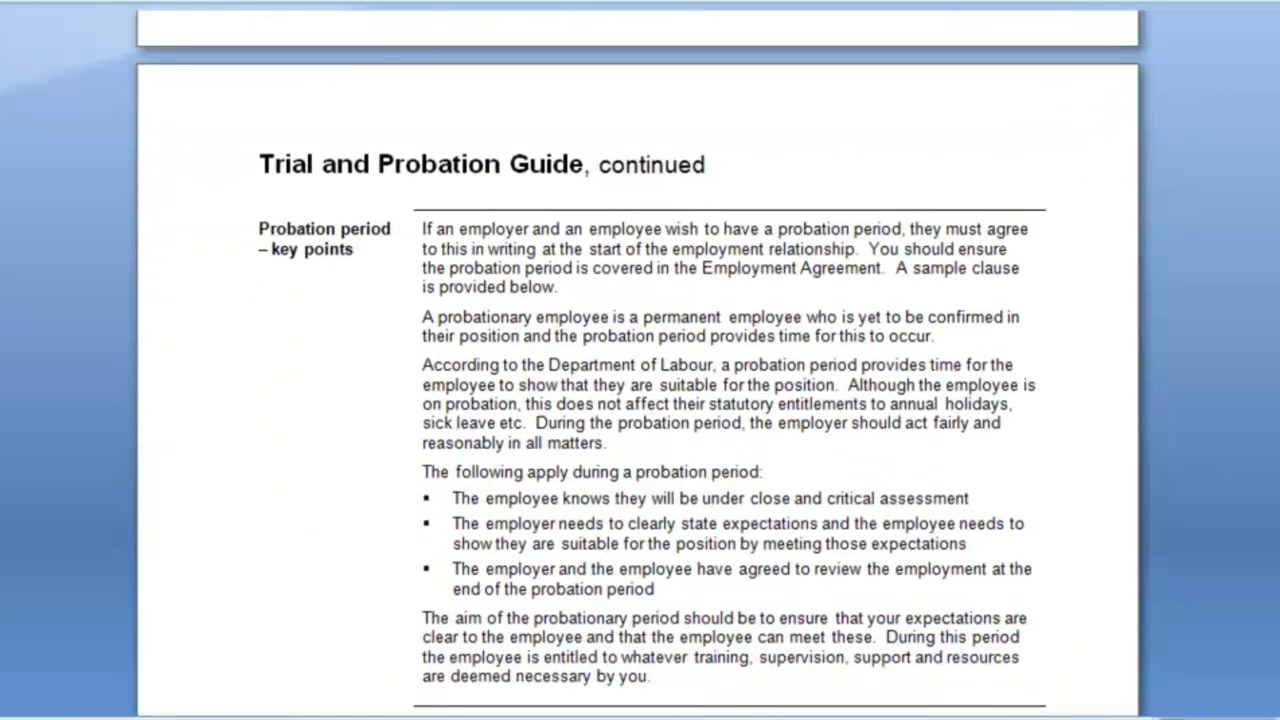 Trial and Probation Guide, continued
Probation period
– key points
If an employer and an employee wish to have a probation period, they must agree
to this in writing at the start of the employment relationship. You should ensure
the probation period is covered in the Employment Agreement. A sample clause
is provided below.
A probationary employee is a permanent employee who is yet to be confirmed in
their position and the probation period provides time for this to occur.
According to the Department of Labour, a probation period provides time for the
employee to show that they are suitable for the position. Although the employee is
on probation, this does not affect their statutory entitlements to annual holidays,
sick leave etc. During the probation period, the employer should act fairly and
reasonably in all matters.
The following apply during a probation period:
▪ The employee knows they will be under close and critical assessment
▪ The employer needs to clearly state expectations and the employee needs to
show they are suitable for the position by meeting those expectations
▪ The employer and the employee have agreed to review the employment at the
end of the probation period
The aim of the probationary period should be to ensure that your expectations are
clear to the employee and that the employee can meet these. During this period
the employee is entitled to whatever training, supervision, support and resources
are deemed necessary by you.